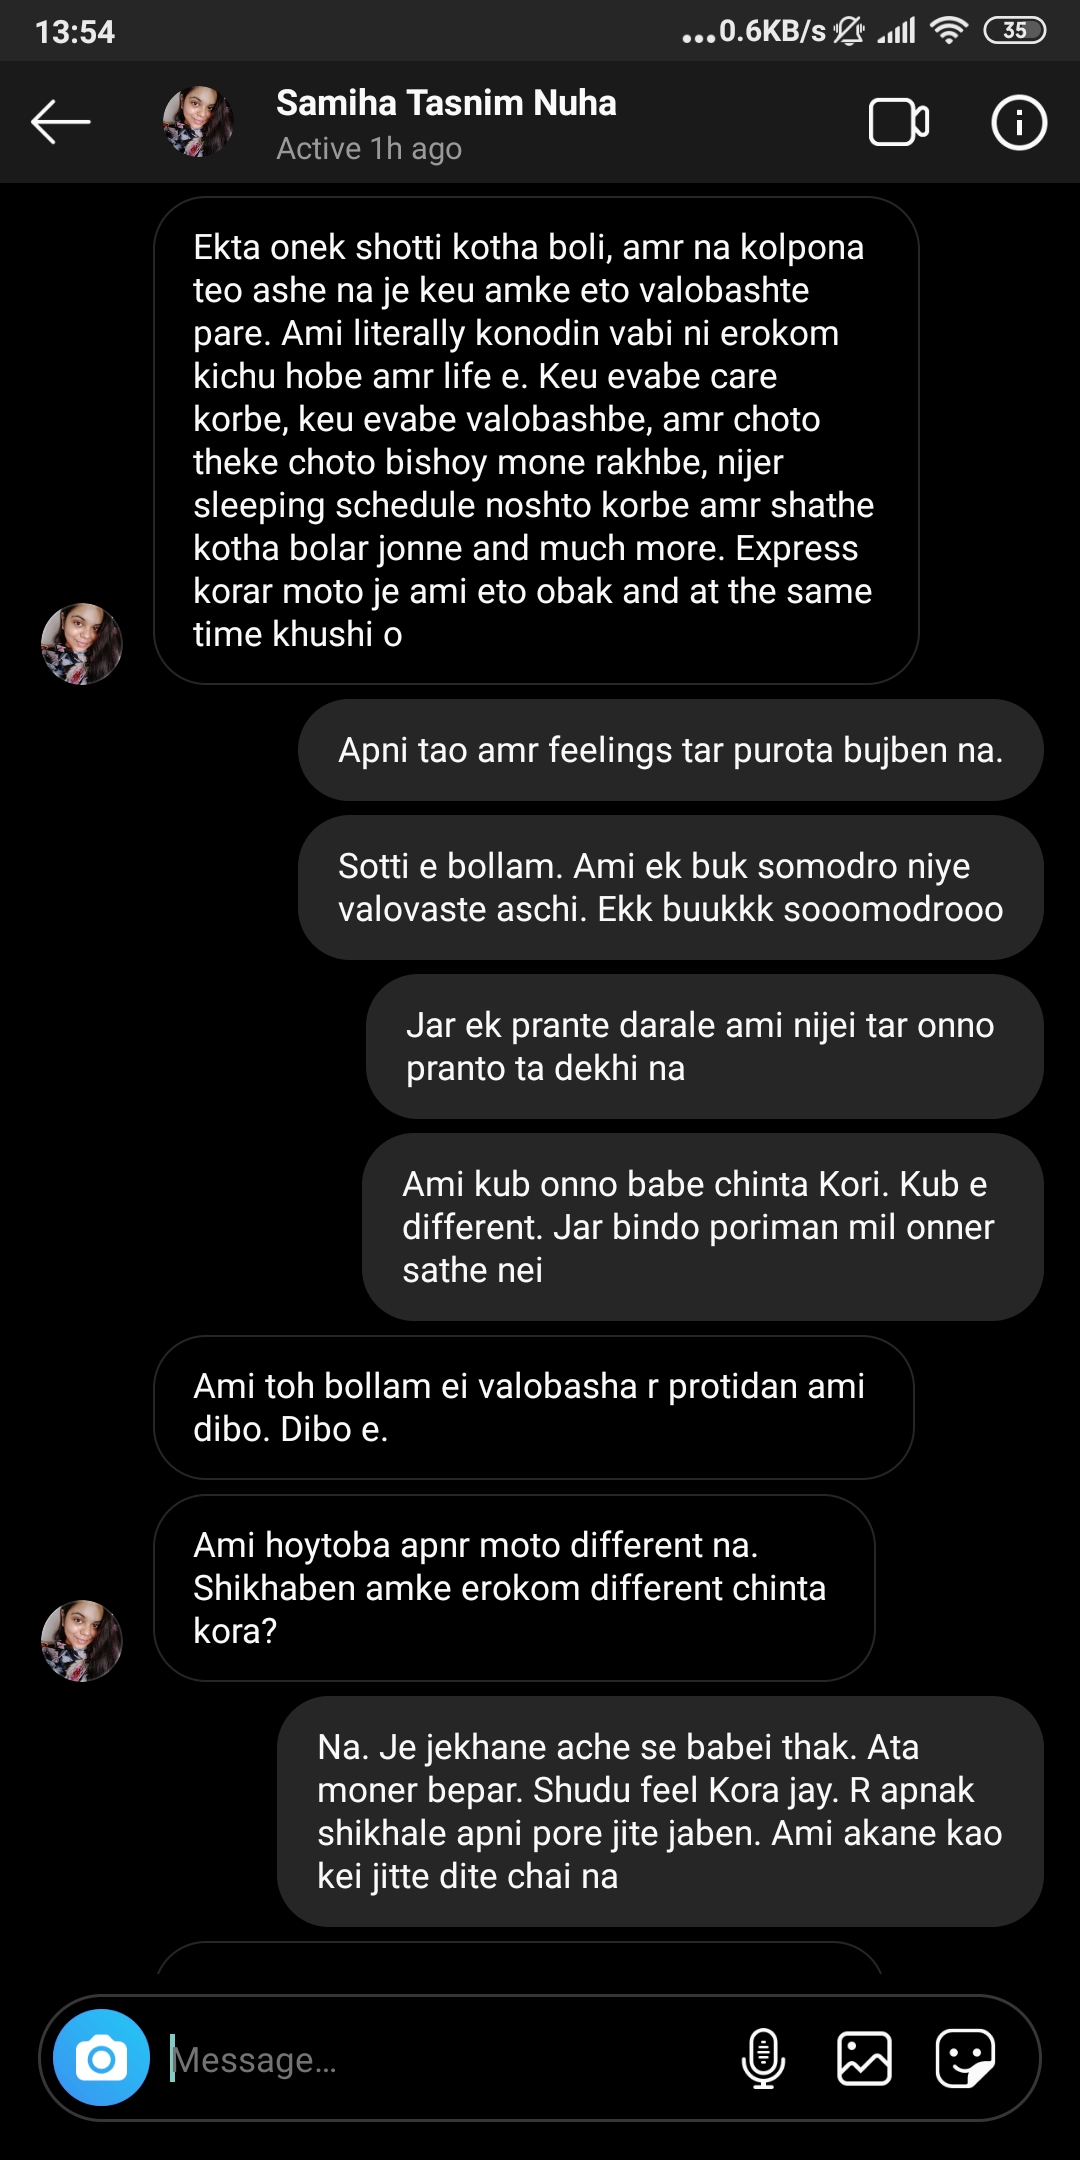 13:54
...0.6KB/s
35
Samiha Tasnim Nuha
Active 1h ago
Ekta onek shotti kotha boli, amr na kolpona
teo ashe na je keu amke eto valobashte
pare. Ami literally konodin vabi ni erokom
kichu hobe amr life e. Keu evabe care
korbe, keu evabe valobashbe, amr choto
theke choto bishoy mone rakhbe, nijer
sleeping schedule noshto korbe amr shathe
kotha bolar jonne and much more. Express
korar moto je ami eto obak and at the same
time khushi o
Apni tao amr feelings tar purota bujben na.
Sotti e bollam. Ami ek buk somodro niye
valovaste aschi. Ekk buukkk sooomodrooo
Jar ek prante darale ami nijei tar onno
pranto ta dekhi na
Ami kub onno babe chinta Kori. Kub e
different. Jar bindo poriman mil onner
sathe nei
Ami toh bollam ei valobasha r protidan ami
dibo. Dibo e.
Ami hoytoba apnr moto different na.
Shikhaben amke erokom different chinta
kora?
Na. Je jekhane ache se babei thak. Ata
moner bepar. Shudu feel Kora jay. R apnak
shikhale apni pore jite jaben. Ami akane kao
kei jitte dite chai na
Message...